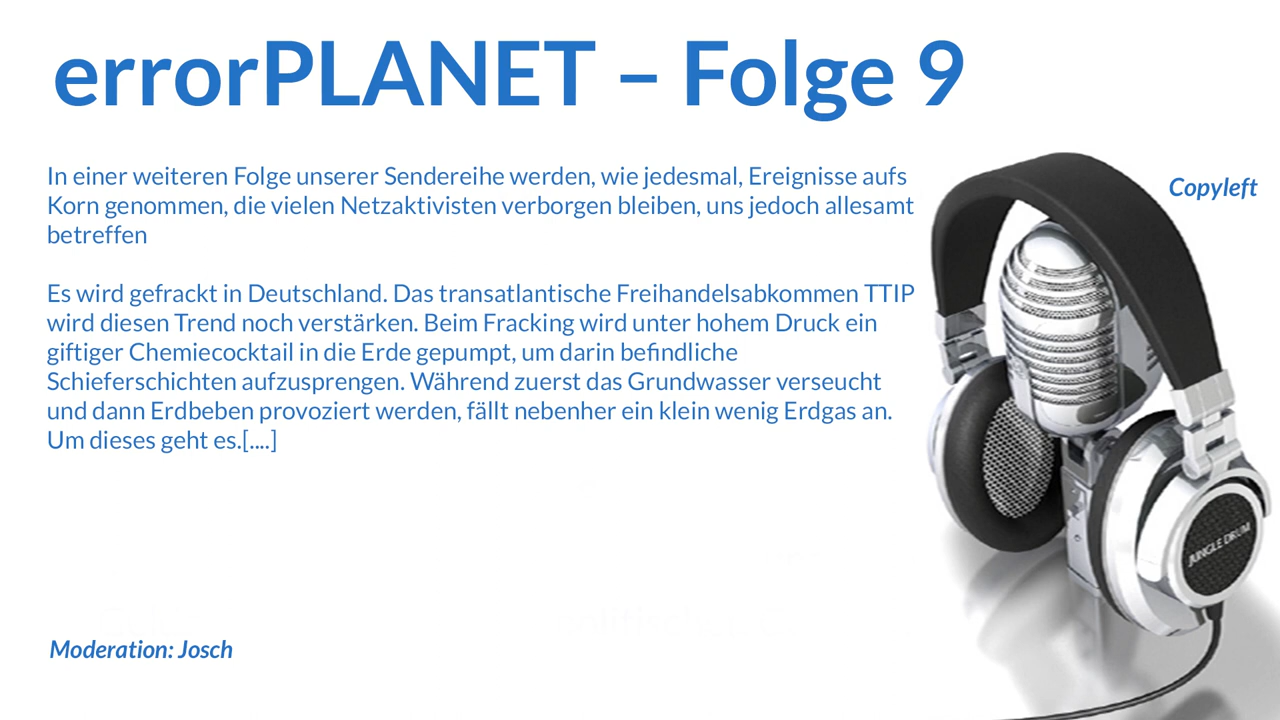 errorPLANET – Folge 9
In einer weiteren Folge unserer Sendereihe werden, wie jedesmal, Ereignisse aufs
Korn genommen, die vielen Netzaktivisten verborgen bleiben, uns jedoch allesamt
betreffen
Copyleft
Es wird gefrackt in Deutschland. Das transatlantische Freihandelsabkommen TTIP
wird diesen Trend noch verstärken. Beim Fracking wird unter hohem Druck ein
giftiger Chemiecocktail in die Erde gepumpt, um darin befindliche
Schieferschichten aufzusprengen. Während zuerst das Grundwasser verseucht
und dann Erdbeben provoziert werden, fällt nebenher ein klein wenig Erdgas an.
Um dieses geht es.[....]
JUNGLE DRUM
Moderation: Josch